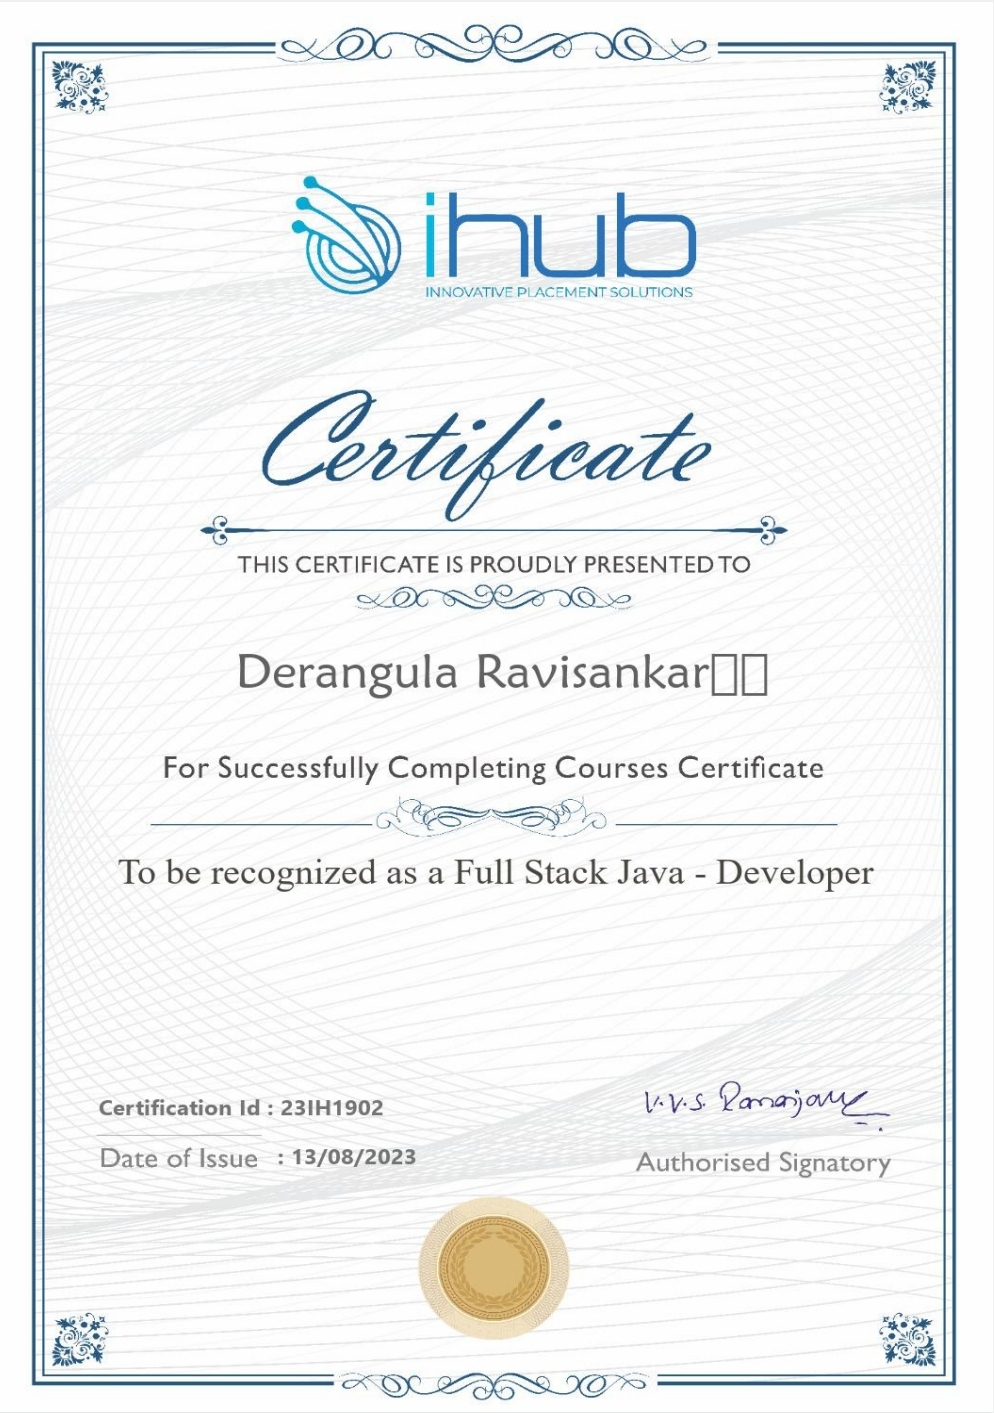 ihub
INNOVATIVE PLACEMENT SOLUTIONS
Certificate
THIS CERTIFICATE IS PROUDLY PRESENTED TO
Derangula Ravisankar
For Successfully Completing Courses Certificate
To be recognized as a Full Stack Java - Developer
Certification Id : 23IH1902
Date of Issue : 13/08/2023
V.V.S.
Authorised Signatory